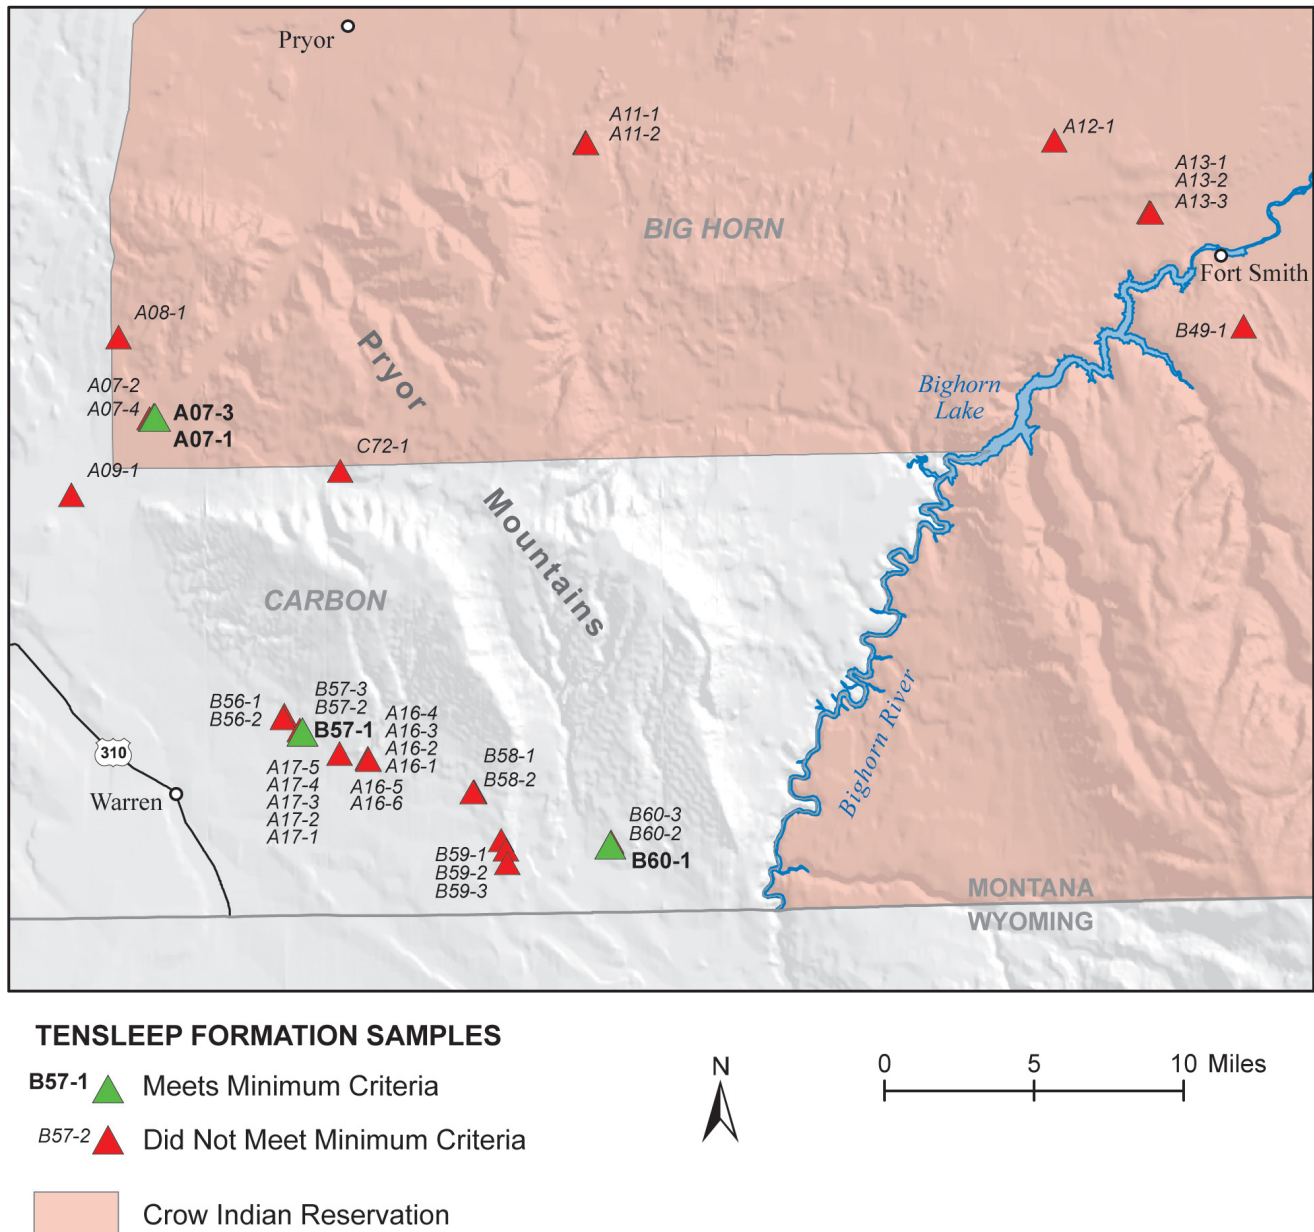 Pryor
A11-1
A11-2
A12-1
A13-1
A13-2
A13-3
BIG HORN
Fort Smith
A08-1
B49-1
Pryor
Bighorn
Lake
A07-2
A07-4
A07-3
A07-1
C72-1
A09-1
Mountains
CARBON
B56-1
B56-2
B57-3
B57-2
B57-1
A16-4
A16-3
A16-2
A16-1
A16-5
A16-6
A17-5
A17-4
A17-3
A17-2
A17-1
310
Warren
B58-1
B58-2
Bighorn River
B59-1
B59-2
B59-3
B60-3
B60-2
B60-1
MONTANA
WYOMING
TENSLEEP FORMATION SAMPLES
B57-1 Meets Minimum Criteria
B57-2 Did Not Meet Minimum Criteria
Crow Indian Reservation
N
0 5 10 Miles